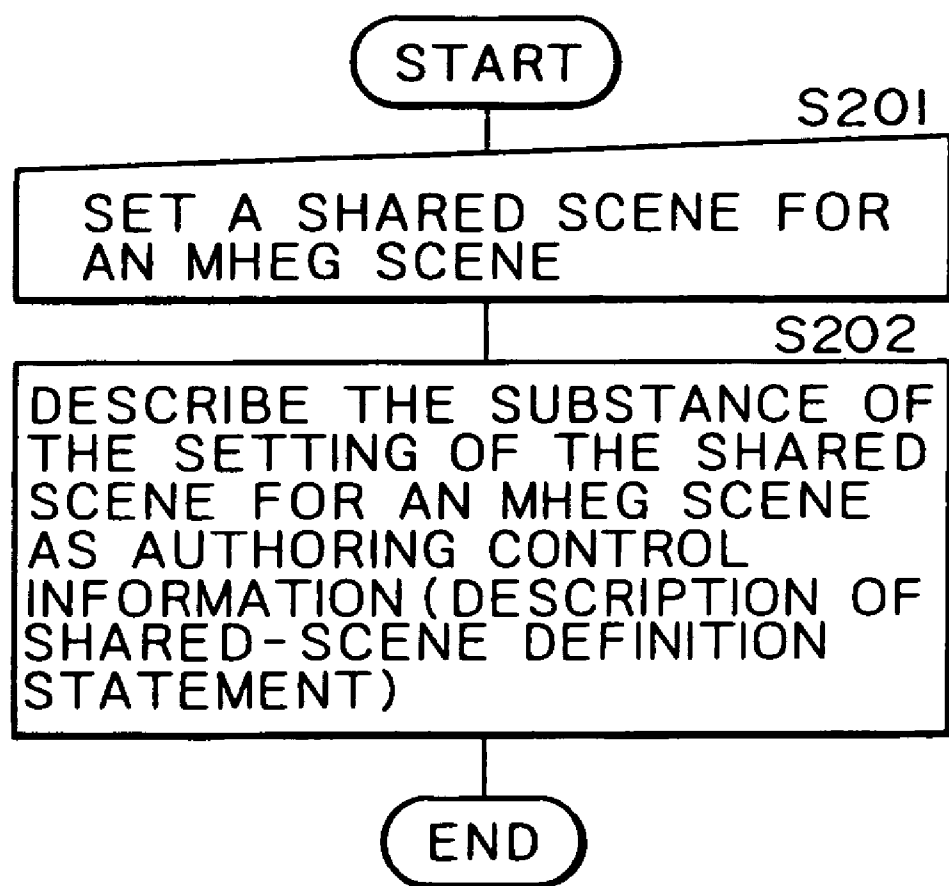 START
S201
SET A SHARED SCENE FOR
AN MHEG SCENE
S202
DESCRIBE THE SUBSTANCE OF
THE SETTING OF THE SHARED
SCENE FOR AN MHEG SCENE
AS AUTHORING CONTROL
INFORMATION (DESCRIPTION OF
SHARED-SCENE DEFINITION
STATEMENT)
END